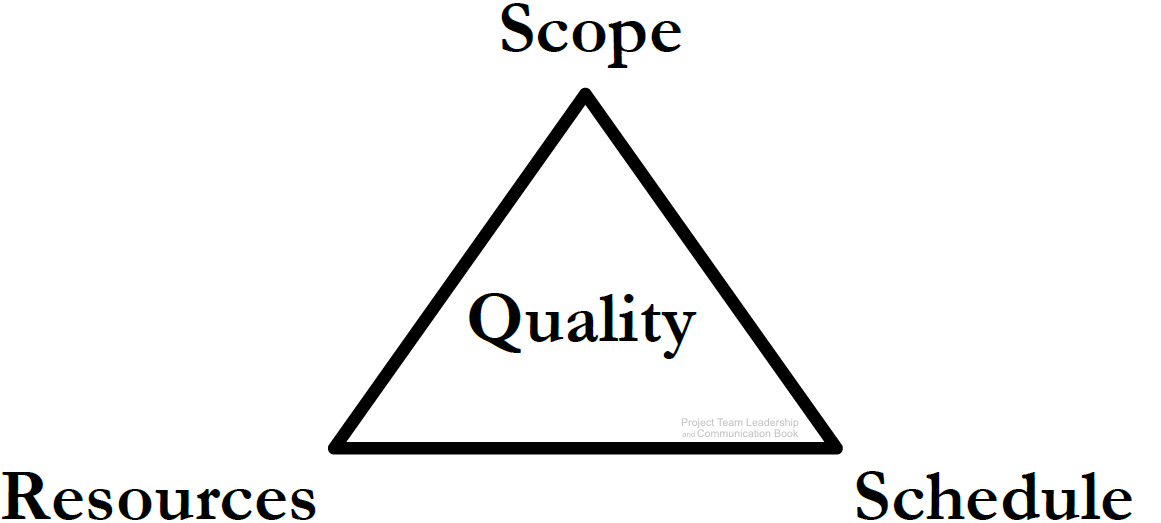 Scope
Quality
Project Team Leadership
and Communication Book
Resources
Schedule